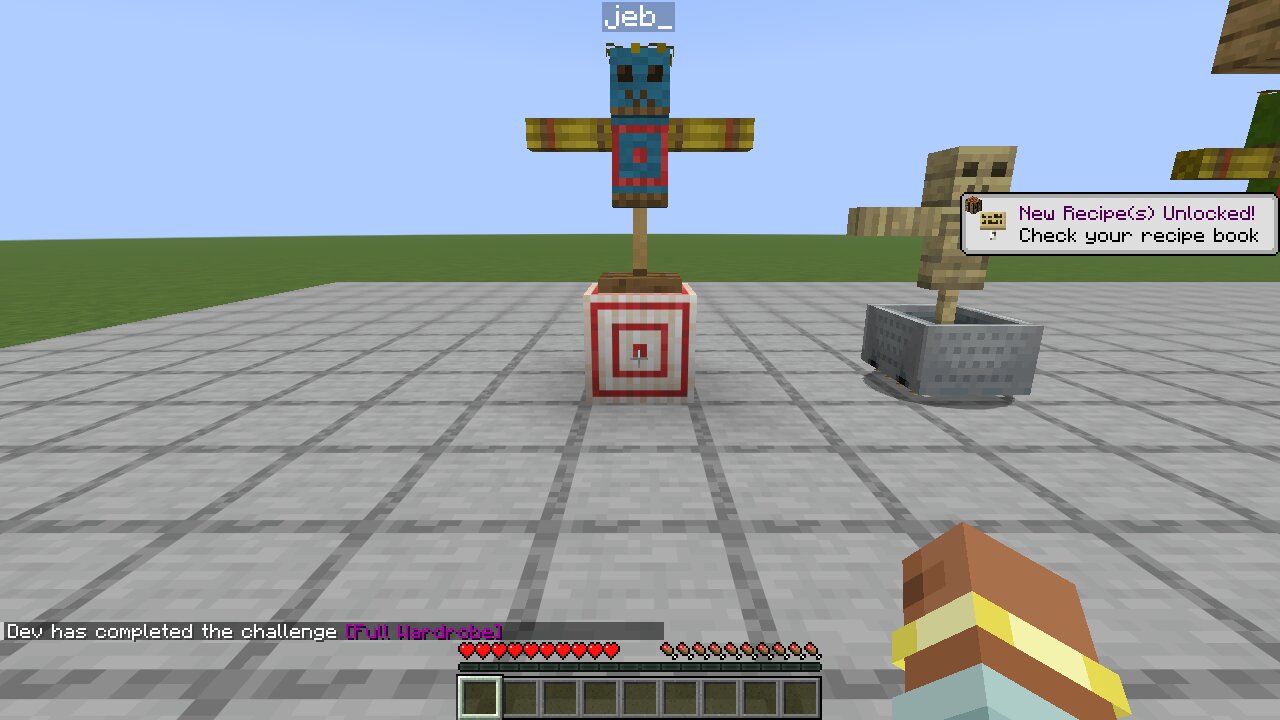 jeb_
New Recipe(s) Unlocked!
Check your recipe book
Dev has completed the challenge [Full Wardrobe]